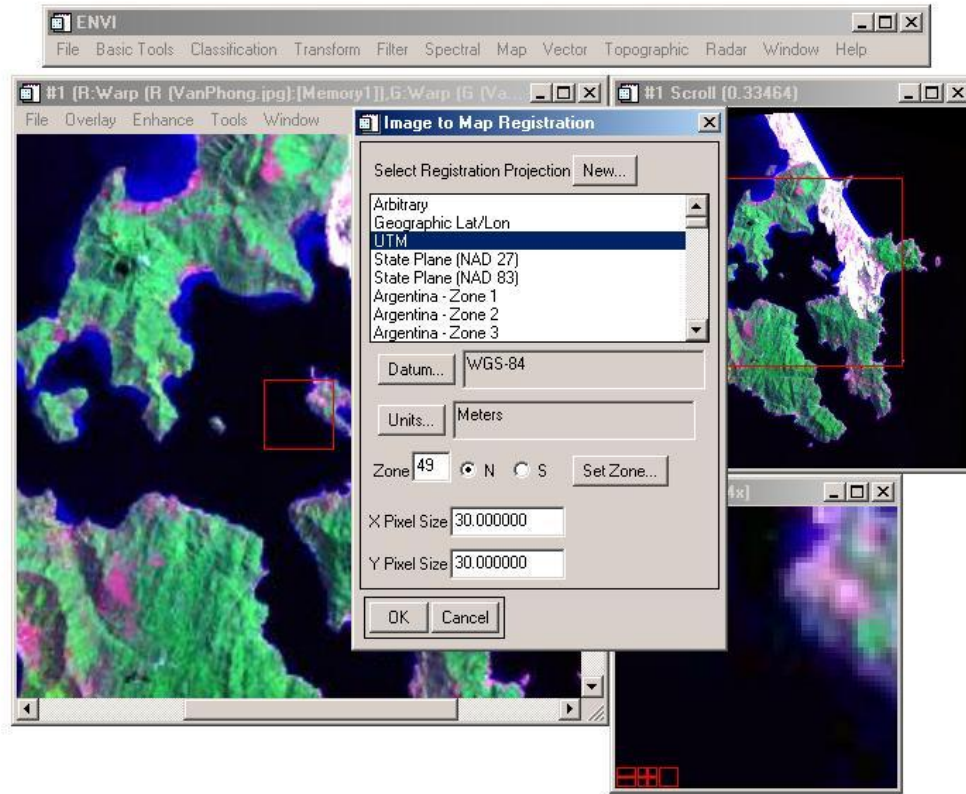 ENVI
File Basic Tools Classification Transform Filter Spectral Map Vector Topographic Radar Window Help
#1 (R:Warp (R (VanPhong.jpg):[Memory1]),G:Warp (G (Va...
File Overlay Enhance Tools Window
#1 Scroll (0.33464)
Image to Map Registration
Select Registration Projection New...
Arbitrary
Geographic Lat/Lon
UTM
State Plane (NAD 27)
State Plane (NAD 83)
Argentina - Zone 1
Argentina - Zone 2
Argentina - Zone 3
Datum... WGS-84
Units... Meters
Zone 49 N S Set Zone...
X Pixel Size 30.000000
Y Pixel Size 30.000000
OK Cancel
4x]